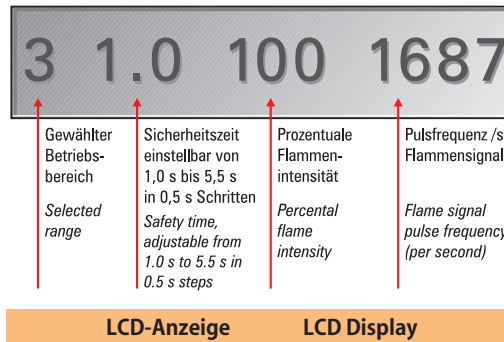 3 1.0 100 1687
Gewählter
Betriebs-
bereich
Selected
range
Sicherheitszeit
einstellbar von
1,0 s bis 5,5 s
in 0,5 s Schritten
Safety time,
adjustable from
1.0 s to 5.5 s in
0.5 s steps
Prozentuale
Flammen-
intensität
Percental
flame
intensity
Pulsfrequenz /s
Flammensignal
Flame signal
pulse frequency
(per second)
LCD-Anzeige LCD Display